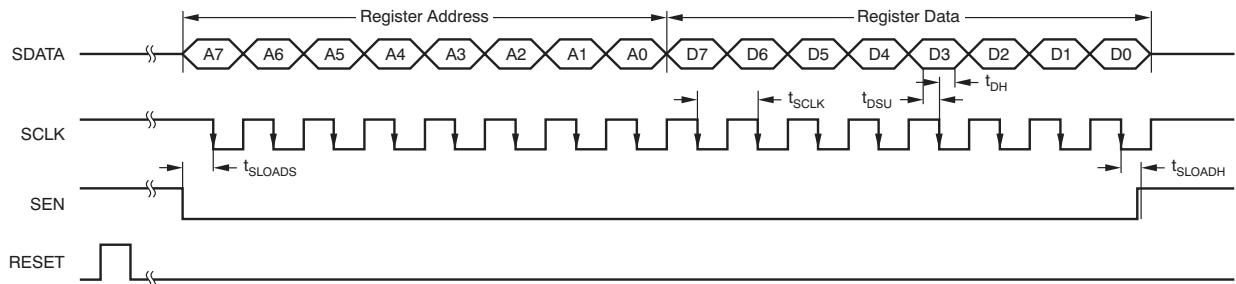 Register Address Register Data
SDATA A7 A6 A5 A4 A3 A2 A1 A0 D7 D6 D5 D4 D3 D2 D1 D0
tSCLK tDSU tDH
SCLK
tSLOADS tSLOADH
SEN
RESET